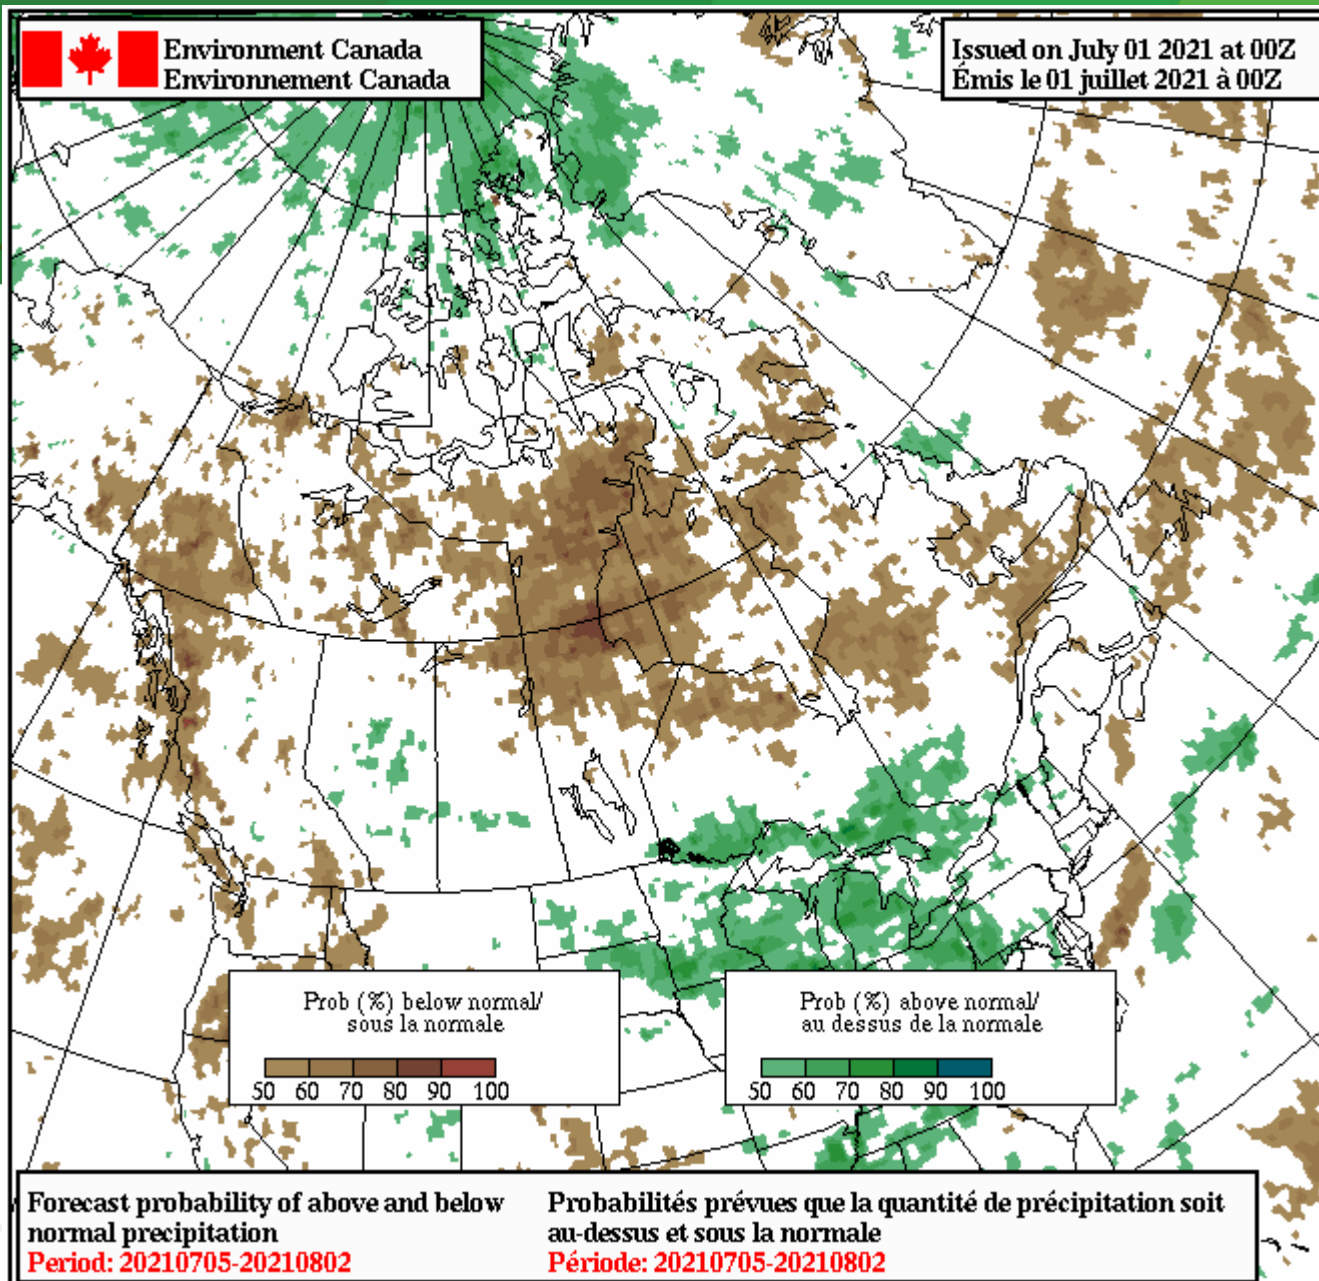 Environment Canada
Environnement Canada
Issued on July 01 2021 at 00Z
Émis le 01 juillet 2021 à 00Z
Prob (%) below normal/
sous la normale
50 60 70 80 90 100
Prob (%) above normal/
au dessus de la normale
50 60 70 80 90 100
Forecast probability of above and below
normal precipitation
Period: 20210705-20210802
Probabilités prévues que la quantité de précipitation soit
au-dessus et sous la normale
Période: 20210705-20210802